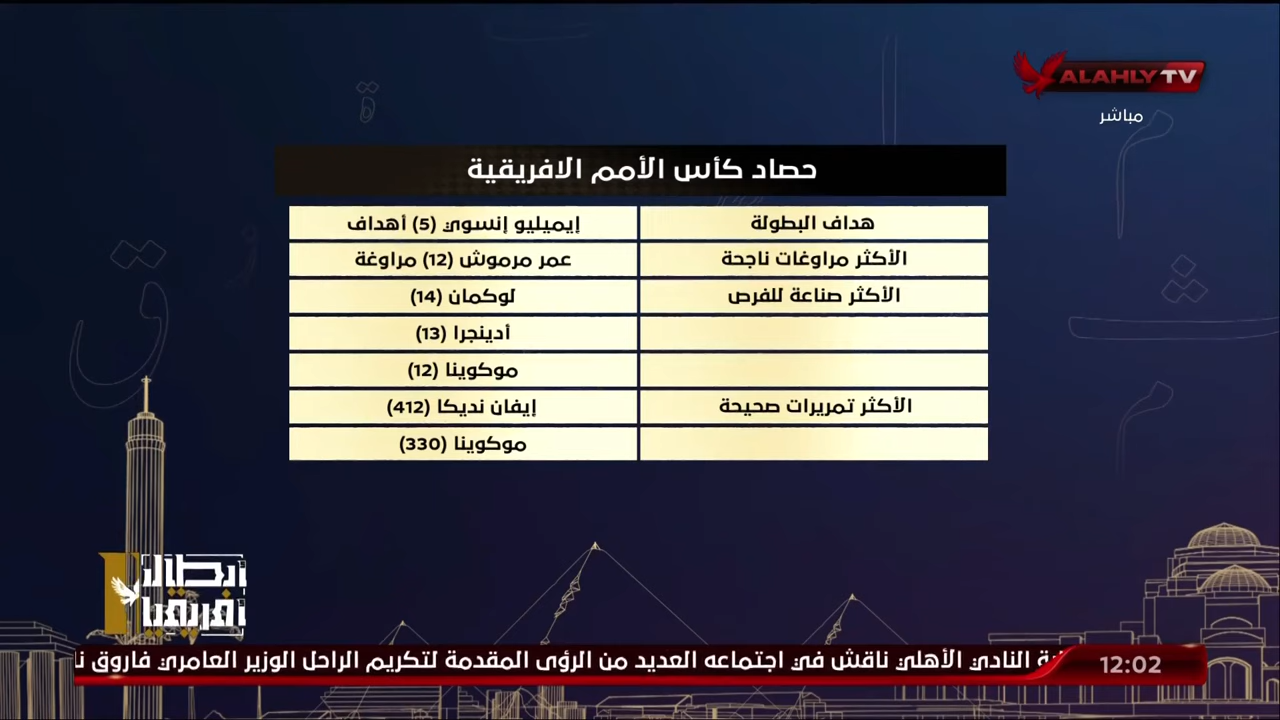 ALAHLY TV
مباشر
حصاد كأس الأمم الافريقية
هداف البطولة إيميليو إنسوي (5) أهداف
الأكثر مراوغات ناجحة عمر مرموش (12) مراوغة
الأكثر صناعة للفرص لوكمان (14)
أدينجرا (13)
موكوينا (12)
الأكثر تمريرات صحيحة إيفان نديكا (412)
موكوينا (330)
أبطال
أفريقيا
12:02
النادي الأهلي ناقش في اجتماعه العديد من الرؤى المقدمة لتكريم الراحل الوزير العامري فاروق